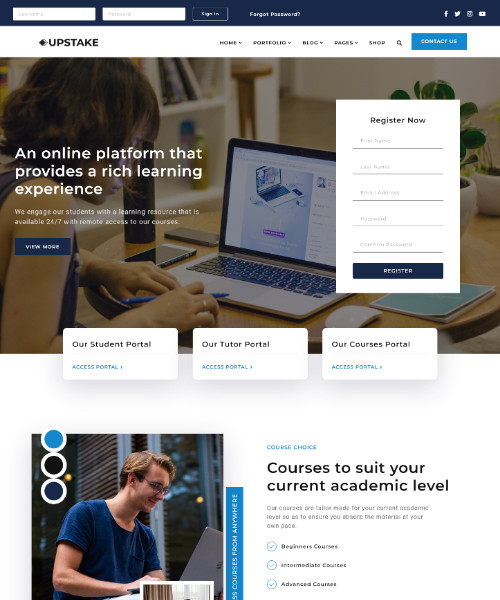 Username
Password
Sign in
Forgot Password?
UPSTAKE
HOME
PORTFOLIO
BLOG
PAGES
SHOP
CONTACT US
An online platform that
provides a rich learning
experience
We engage our students with a learning resource that is
available 24/7 with remote access to our courses.
VIEW MORE
Register Now
First Name
Last Name
Email Address
Password
Confirm Password
REGISTER
Our Student Portal
ACCESS PORTAL
Our Tutor Portal
ACCESS PORTAL
Our Courses Portal
ACCESS PORTAL
SS COURSES FROM ANYWHERE
COURSE CHOICE
Courses to suit your
current academic level
Our courses are tailor made for your current academic
level so as to ensure you absorb the material at your
own pace.
Beginners Courses
Intermediate Courses
Advanced Courses